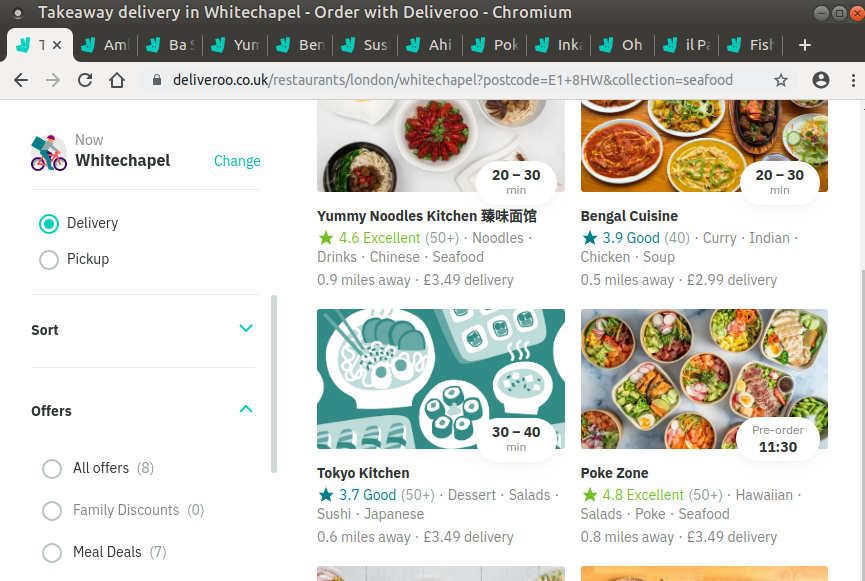 Takeaway delivery in Whitechapel - Order with Deliveroo - Chromium
T
Am
Ba S
Yun
Ben
Sus
Ahi
Pok
Inka
Oh
il Pa
Fish
deliveroo.co.uk/restaurants/london/whitechapel?postcode=E1+8HW&collection=seafood
Now
Whitechapel
Change
Delivery
Pickup
Sort
Offers
All offers (8)
Family Discounts (0)
Meal Deals (7)
20 – 30
min
Yummy Noodles Kitchen 臻味面馆
4.6 Excellent (50+) · Noodles ·
Drinks · Chinese · Seafood
0.9 miles away · £3.49 delivery
20 – 30
min
Bengal Cuisine
3.9 Good (40) · Curry · Indian ·
Chicken · Soup
0.5 miles away · £2.99 delivery
30 – 40
min
Tokyo Kitchen
3.7 Good (50+) · Dessert · Salads ·
Sushi · Japanese
0.6 miles away · £3.49 delivery
Pre-order
11:30
Poke Zone
4.8 Excellent (50+) · Hawaiian ·
Salads · Poke · Seafood
0.8 miles away · £3.49 delivery